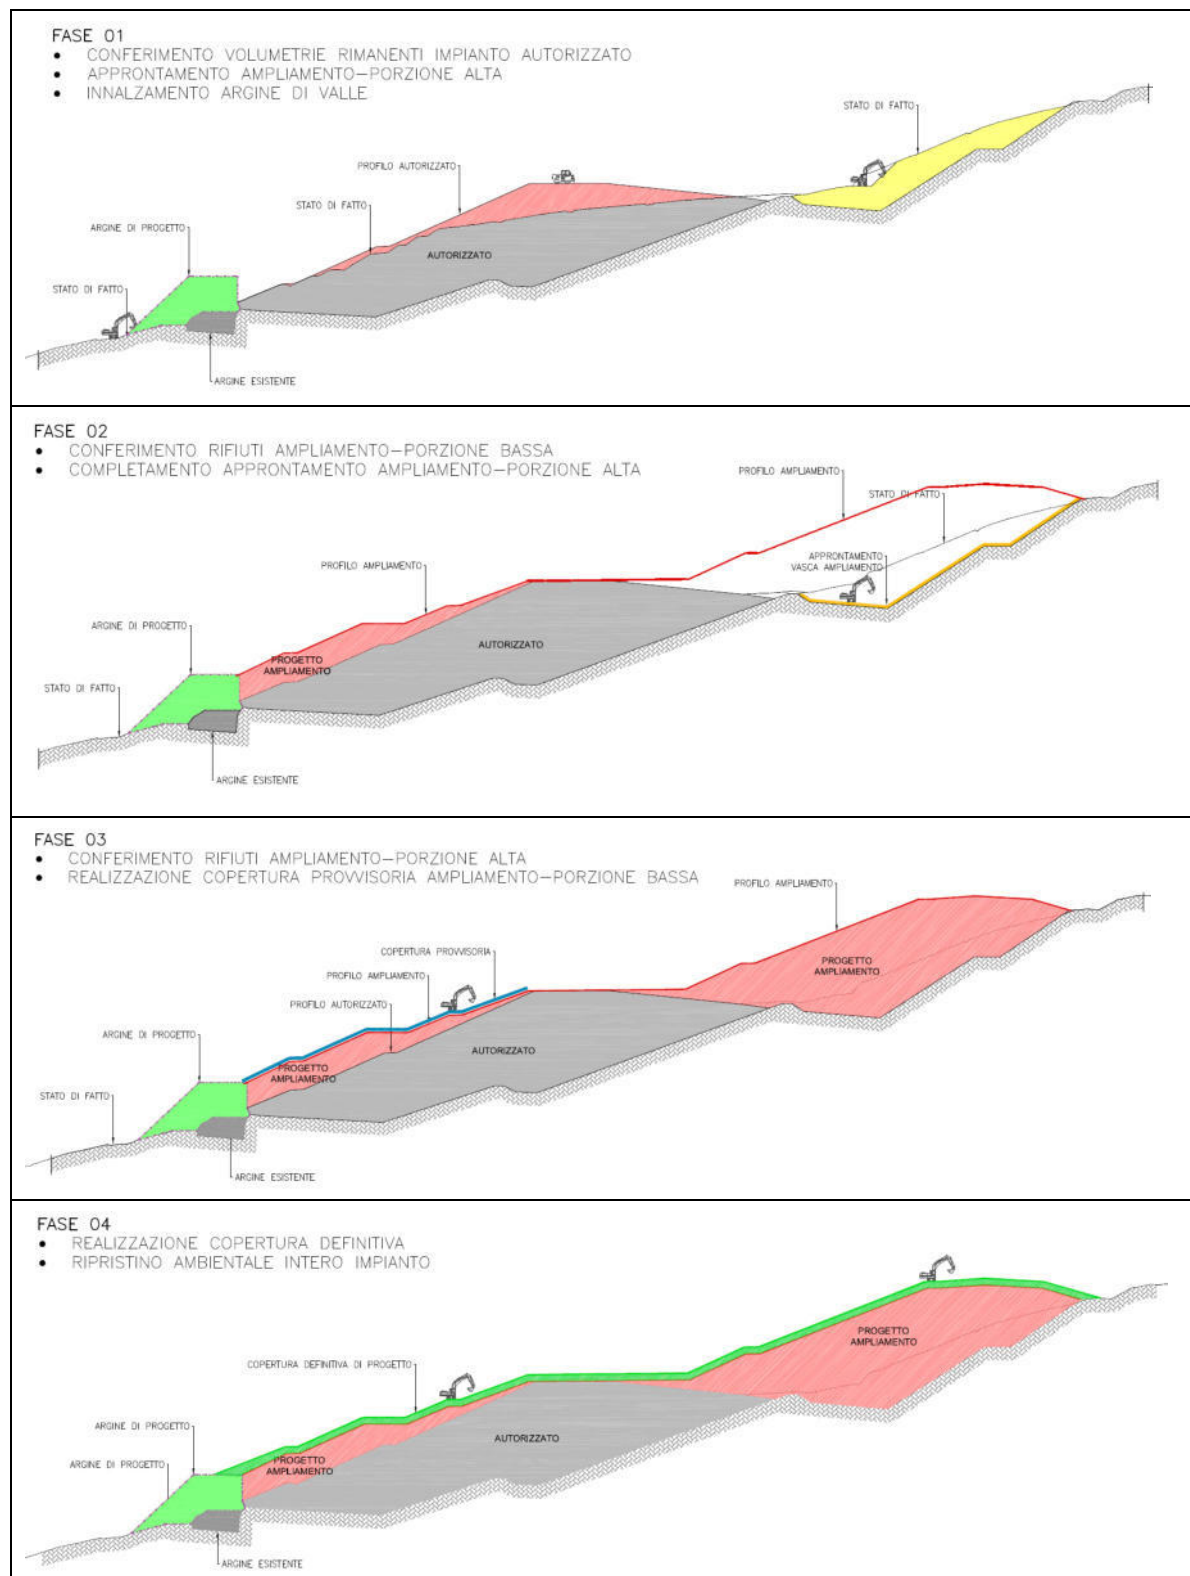 FASE 01
• CONFERIMENTO VOLUMETRIE RIMANENTI IMPIANTO AUTORIZZATO
• APPRONTAMENTO AMPLIAMENTO-PORZIONE ALTA
• INNALZAMENTO ARGINE DI VALLE
STATO DI FATTO
PROFILO AUTORIZZATO
STATO DI FATTO
ARGINE DI PROGETTO
AUTORIZZATO
STATO DI FATTO
ARGINE ESISTENTE
FASE 02
• CONFERIMENTO RIFIUTI AMPLIAMENTO-PORZIONE BASSA
• COMPLETAMENTO APPRONTAMENTO AMPLIAMENTO-PORZIONE ALTA
PROFILO AMPLIAMENTO
STATO DI FATTO
APPRONTAMENTO
VASCA AMPLIAMENTO
PROFILO AMPLIAMENTO
ARGINE DI PROGETTO
AUTORIZZATO
PROGETTO
AMPLIAMENTO
STATO DI FATTO
ARGINE ESISTENTE
FASE 03
• CONFERIMENTO RIFIUTI AMPLIAMENTO-PORZIONE ALTA
• REALIZZAZIONE COPERTURA PROVVISORIA AMPLIAMENTO-PORZIONE BASSA
PROFILO AMPLIAMENTO
COPERTURA PROVVISORIA
PROGETTO
AMPLIAMENTO
PROFILO AMPLIAMENTO
PROFILO AUTORIZZATO
ARGINE DI PROGETTO
AUTORIZZATO
PROGETTO
AMPLIAMENTO
STATO DI FATTO
ARGINE ESISTENTE
FASE 04
• REALIZZAZIONE COPERTURA DEFINITIVA
• RIPRISTINO AMBIENTALE INTERO IMPIANTO
PROGETTO
AMPLIAMENTO
COPERTURA DEFINITIVA DI PROGETTO
ARGINE DI PROGETTO
AUTORIZZATO
ARGINE DI PROGETTO
PROGETTO
AMPLIAMENTO
ARGINE ESISTENTE